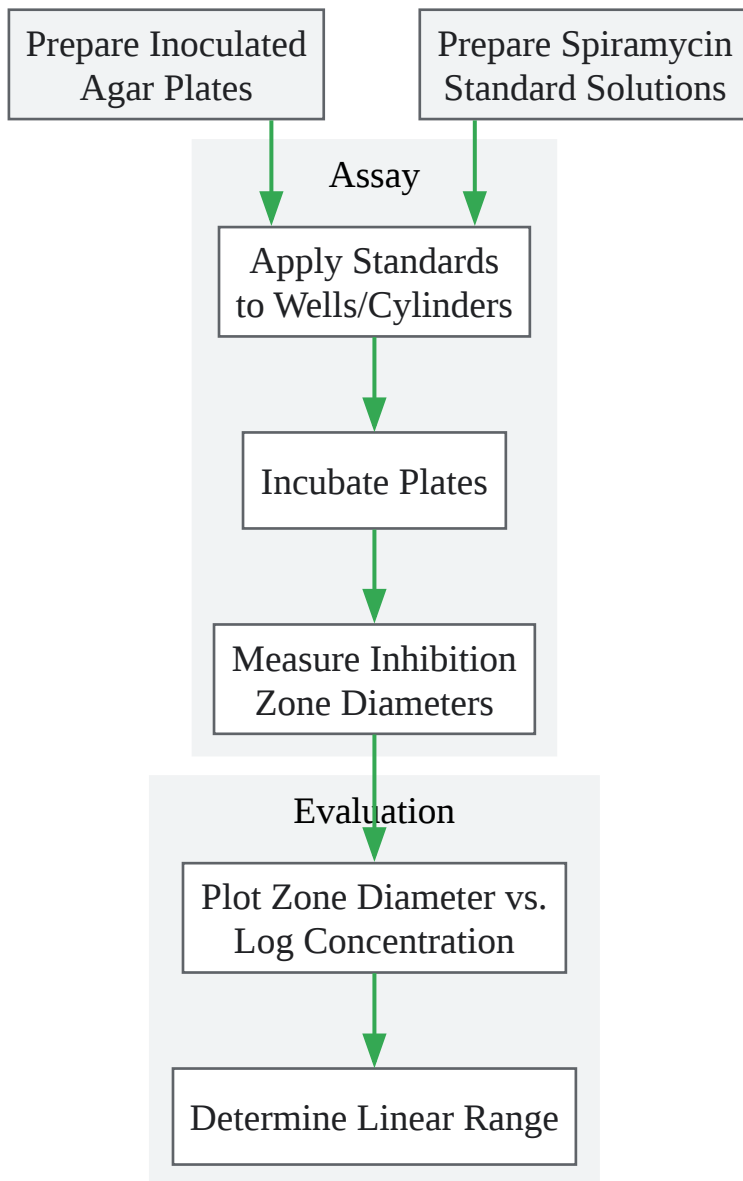 Prepare Inoculated
Agar Plates
Prepare Spiramycin
Standard Solutions
Assay
Apply Standards
to Wells/Cylinders
Incubate Plates
Measure Inhibition
Zone Diameters
Evaluation
Plot Zone Diameter vs.
Log Concentration
Determine Linear Range